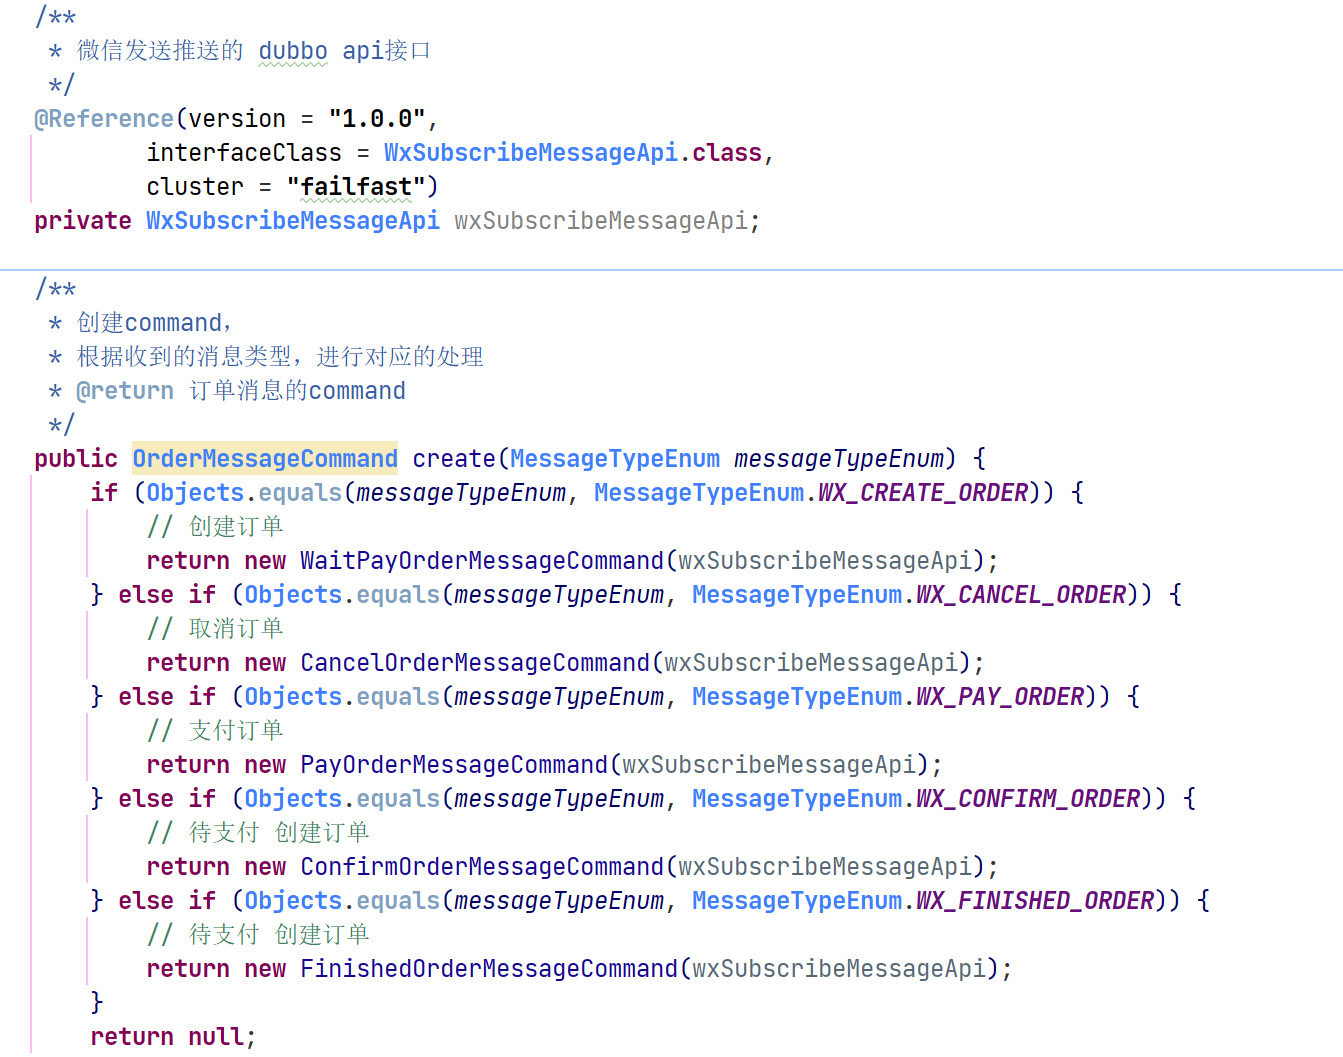 /**
 * 微信发送推送的 dubbo api接口
 */
@Reference(version = "1.0.0",
        interfaceClass = WxSubscribeMessageApi.class,
        cluster = "failfast")
private WxSubscribeMessageApi wxSubscribeMessageApi;
/**
 * 创建command，
 * 根据收到的消息类型，进行对应的处理
 * @return 订单消息的command
 */
public OrderMessageCommand create(MessageTypeEnum messageTypeEnum) {
    if (Objects.equals(messageTypeEnum, MessageTypeEnum.WX_CREATE_ORDER)) {
        // 创建订单
        return new WaitPayOrderMessageCommand(wxSubscribeMessageApi);
    } else if (Objects.equals(messageTypeEnum, MessageTypeEnum.WX_CANCEL_ORDER)) {
        // 取消订单
        return new CancelOrderMessageCommand(wxSubscribeMessageApi);
    } else if (Objects.equals(messageTypeEnum, MessageTypeEnum.WX_PAY_ORDER)) {
        // 支付订单
        return new PayOrderMessageCommand(wxSubscribeMessageApi);
    } else if (Objects.equals(messageTypeEnum, MessageTypeEnum.WX_CONFIRM_ORDER)) {
        // 待支付 创建订单
        return new ConfirmOrderMessageCommand(wxSubscribeMessageApi);
    } else if (Objects.equals(messageTypeEnum, MessageTypeEnum.WX_FINISHED_ORDER)) {
        // 待支付 创建订单
        return new FinishedOrderMessageCommand(wxSubscribeMessageApi);
    }
    return null;